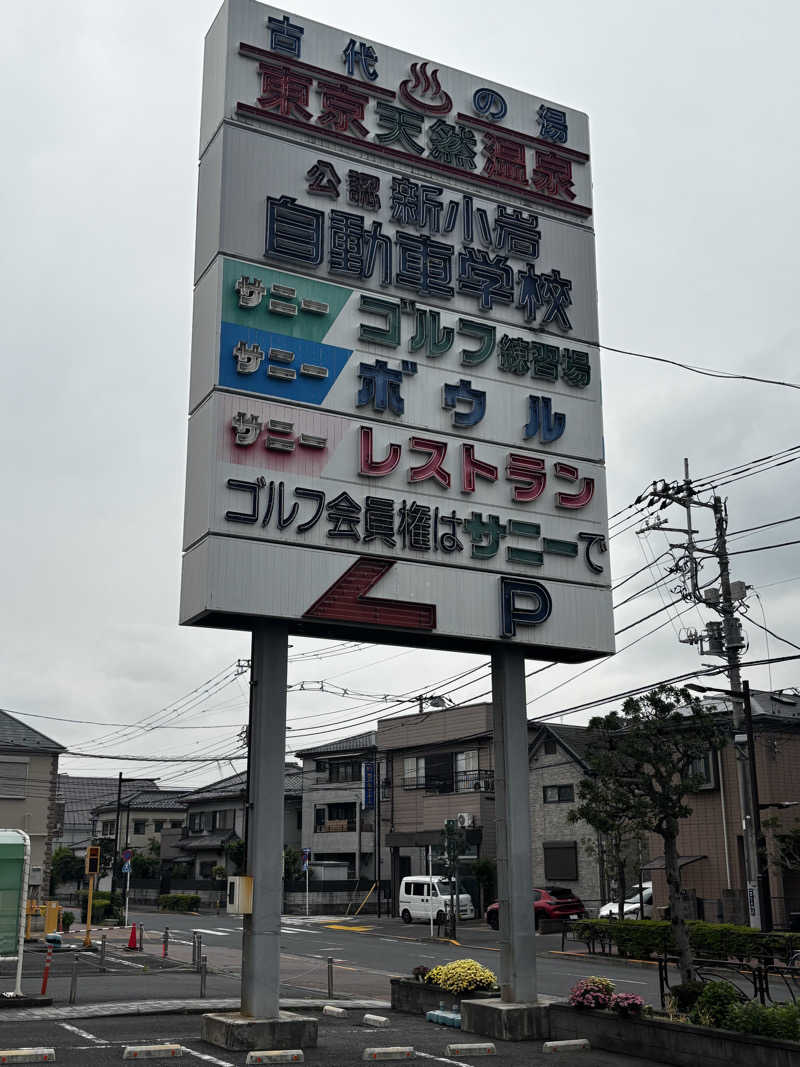 古代の湯
東京天然温泉
公認 新小岩
自動車学校
サニー ゴルフ練習場
サニー ボウル
サニー レストラン
ゴルフ会員権はサニーで
P